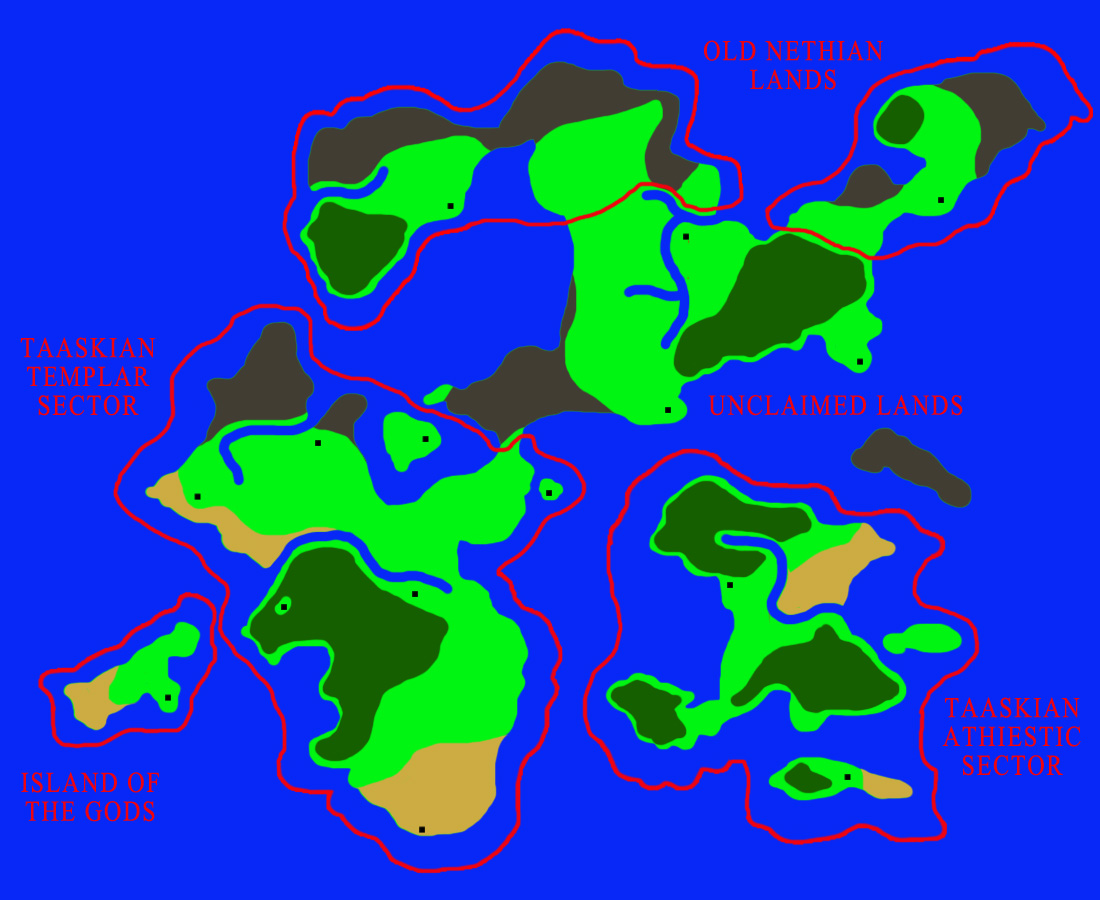 OLD NETHIAN
LANDS
TAASKIAN
TEMPLAR
SECTOR
UNCLAIMED LANDS
TAASKIAN
ATHIESTIC
SECTOR
ISLAND OF
THE GODS